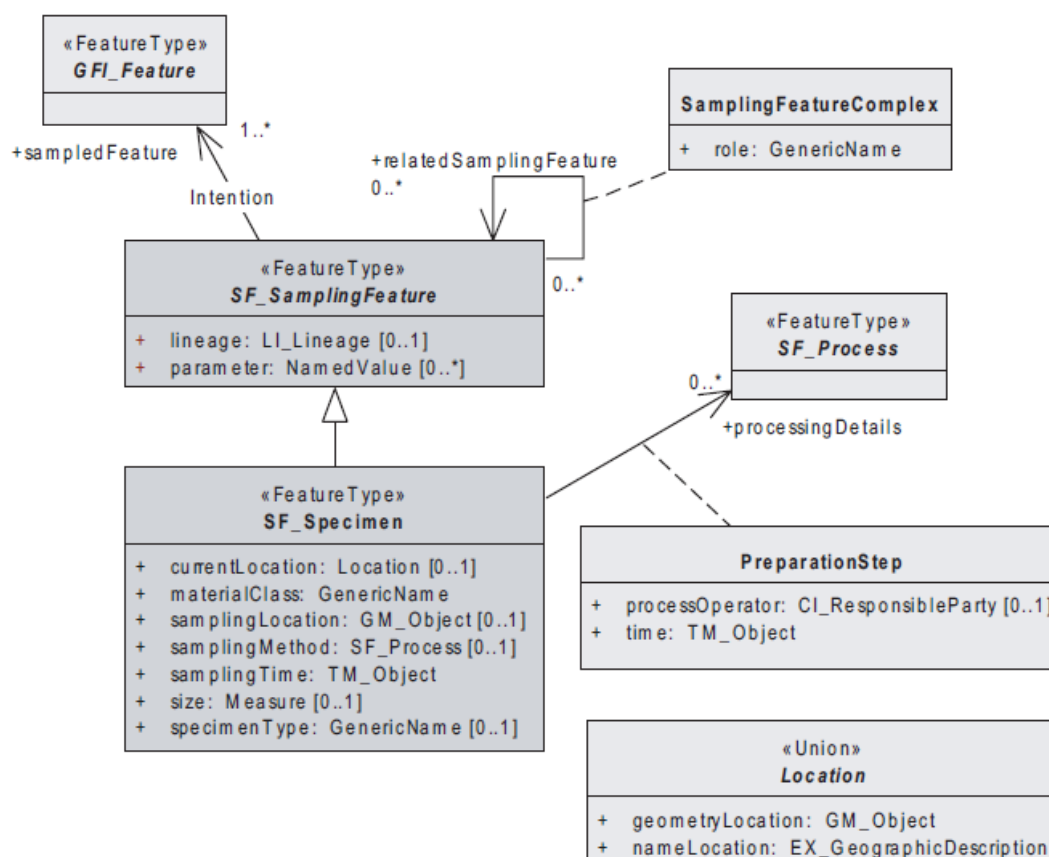 «FeatureType»
GFI_Feature
1..*
+sampledFeature
Intention
SamplingFeatureComplex
+ role: GenericName
+relatedSamplingFeature
0..*
0..*
«FeatureType»
SF_SamplingFeature
+ lineage: LI_Lineage [0..1]
+ parameter: NamedValue [0..*]
«FeatureType»
SF_Process
0..*
+processingDetails
«FeatureType»
SF_Specimen
+ currentLocation: Location [0..1]
+ materialClass: GenericName
+ samplingLocation: GM_Object [0..1]
+ samplingMethod: SF_Process [0..1]
+ samplingTime: TM_Object
+ size: Measure [0..1]
+ specimenType: GenericName [0..1]
PreparationStep
+ processOperator: CI_ResponsibleParty [0..1]
+ time: TM_Object
«Union»
Location
+ geometryLocation: GM_Object
+ nameLocation: EX_GeographicDescription